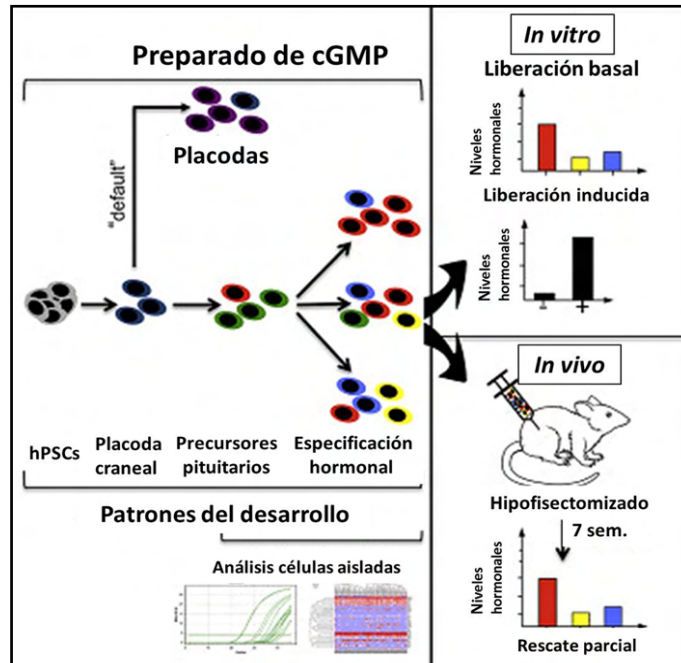 Preparado de cGMP
Placodas
"default"
hPSCs
Placoda
craneal
Precursores
pituitarios
Especificación
hormonal
Patrones del desarrollo
Análisis células aisladas
In vitro
Liberación basal
Niveles
hormonales
Liberación inducida
Niveles
hormonales
- +
In vivo
Hipofisectomizado
7 sem.
Niveles
hormonales
Rescate parcial